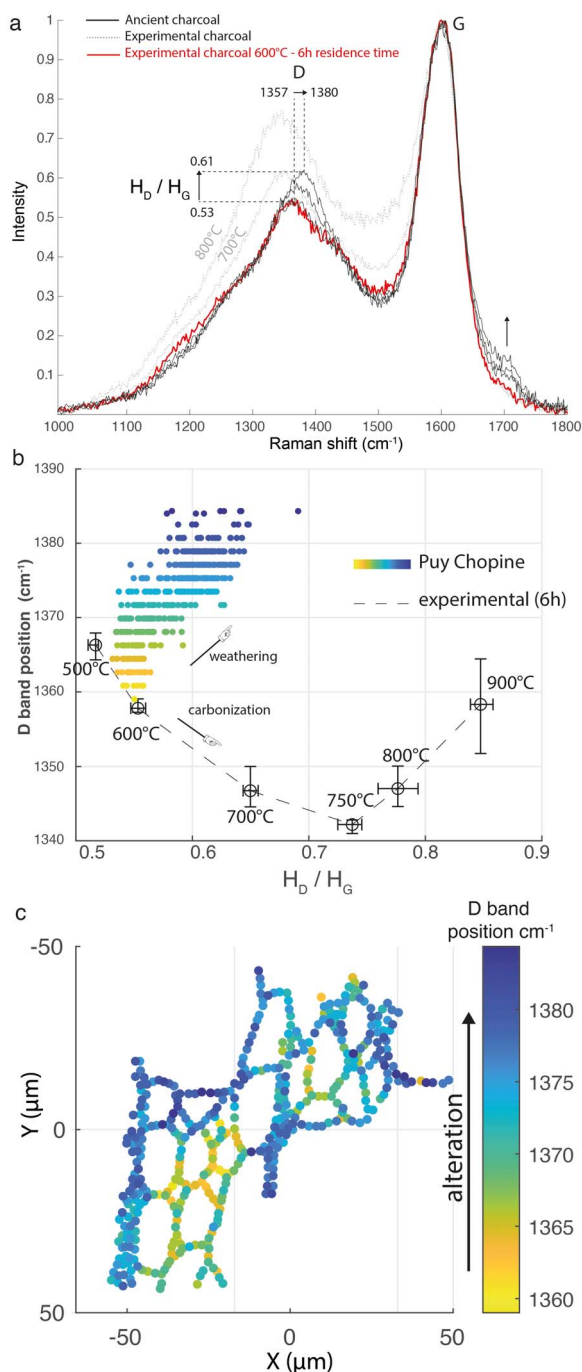 a
Ancient charcoal
Experimental charcoal
Experimental charcoal 600°C - 6h residence time
G
D
1357 → 1380
0.61
H_D / H_G
0.53
800°C
700°C
Intensity
1
0.9
0.8
0.7
0.6
0.5
0.4
0.3
0.2
0.1
1000 1100 1200 1300 1400 1500 1600 1700 1800
Raman shift (cm⁻¹)
b
D band position (cm⁻¹)
1390
1380
1370
1360
1350
1340
Puy Chopine
experimental (6h)
weathering
carbonization
500°C
600°C
700°C
750°C
800°C
900°C
0.5 0.6 0.7 0.8 0.9
H_D / H_G
c
D band
position cm⁻¹
-50
0
50
Y (µm)
-50 0 50
X (µm)
alteration
1380
1375
1370
1365
1360